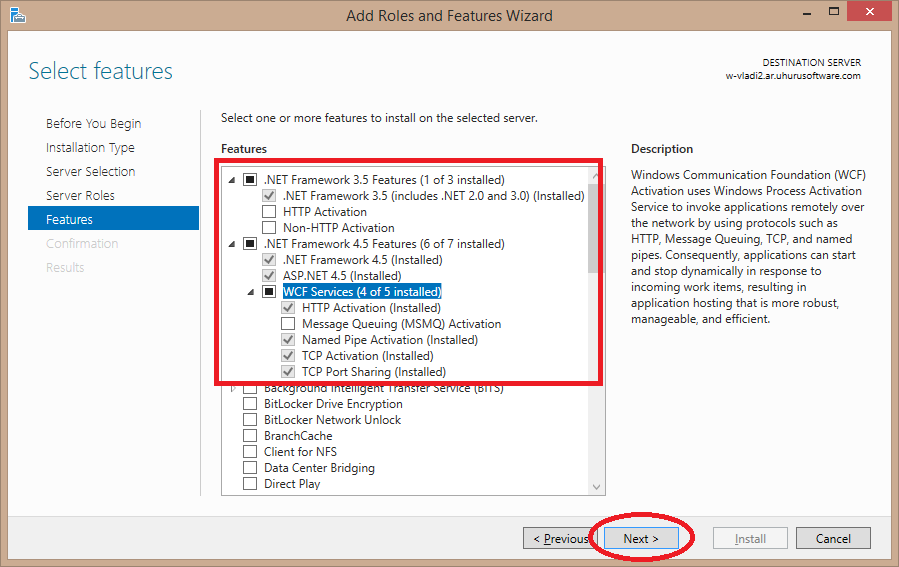 Add Roles and Features Wizard
Select features
DESTINATION SERVER
w-vladi2.ar.uhurusoftware.com
Before You Begin
Installation Type
Server Selection
Server Roles
Features
Confirmation
Results
Select one or more features to install on the selected server.
Features
.NET Framework 3.5 Features (1 of 3 installed)
.NET Framework 3.5 (includes .NET 2.0 and 3.0) (Installed)
HTTP Activation
Non-HTTP Activation
.NET Framework 4.5 Features (6 of 7 installed)
.NET Framework 4.5 (Installed)
ASP.NET 4.5 (Installed)
WCF Services (4 of 5 installed)
HTTP Activation (Installed)
Message Queuing (MSMQ) Activation
Named Pipe Activation (Installed)
TCP Activation (Installed)
TCP Port Sharing (Installed)
Background Intelligent Transfer Service (BITS)
BitLocker Drive Encryption
BitLocker Network Unlock
BranchCache
Client for NFS
Data Center Bridging
Direct Play
Description
Windows Communication Foundation (WCF)
Activation uses Windows Process Activation
Service to invoke applications remotely over
the network by using protocols such as
HTTP, Message Queuing, TCP, and named
pipes. Consequently, applications can start
and stop dynamically in response to
incoming work items, resulting in
application hosting that is more robust,
manageable, and efficient.
< Previous
Next >
Install
Cancel